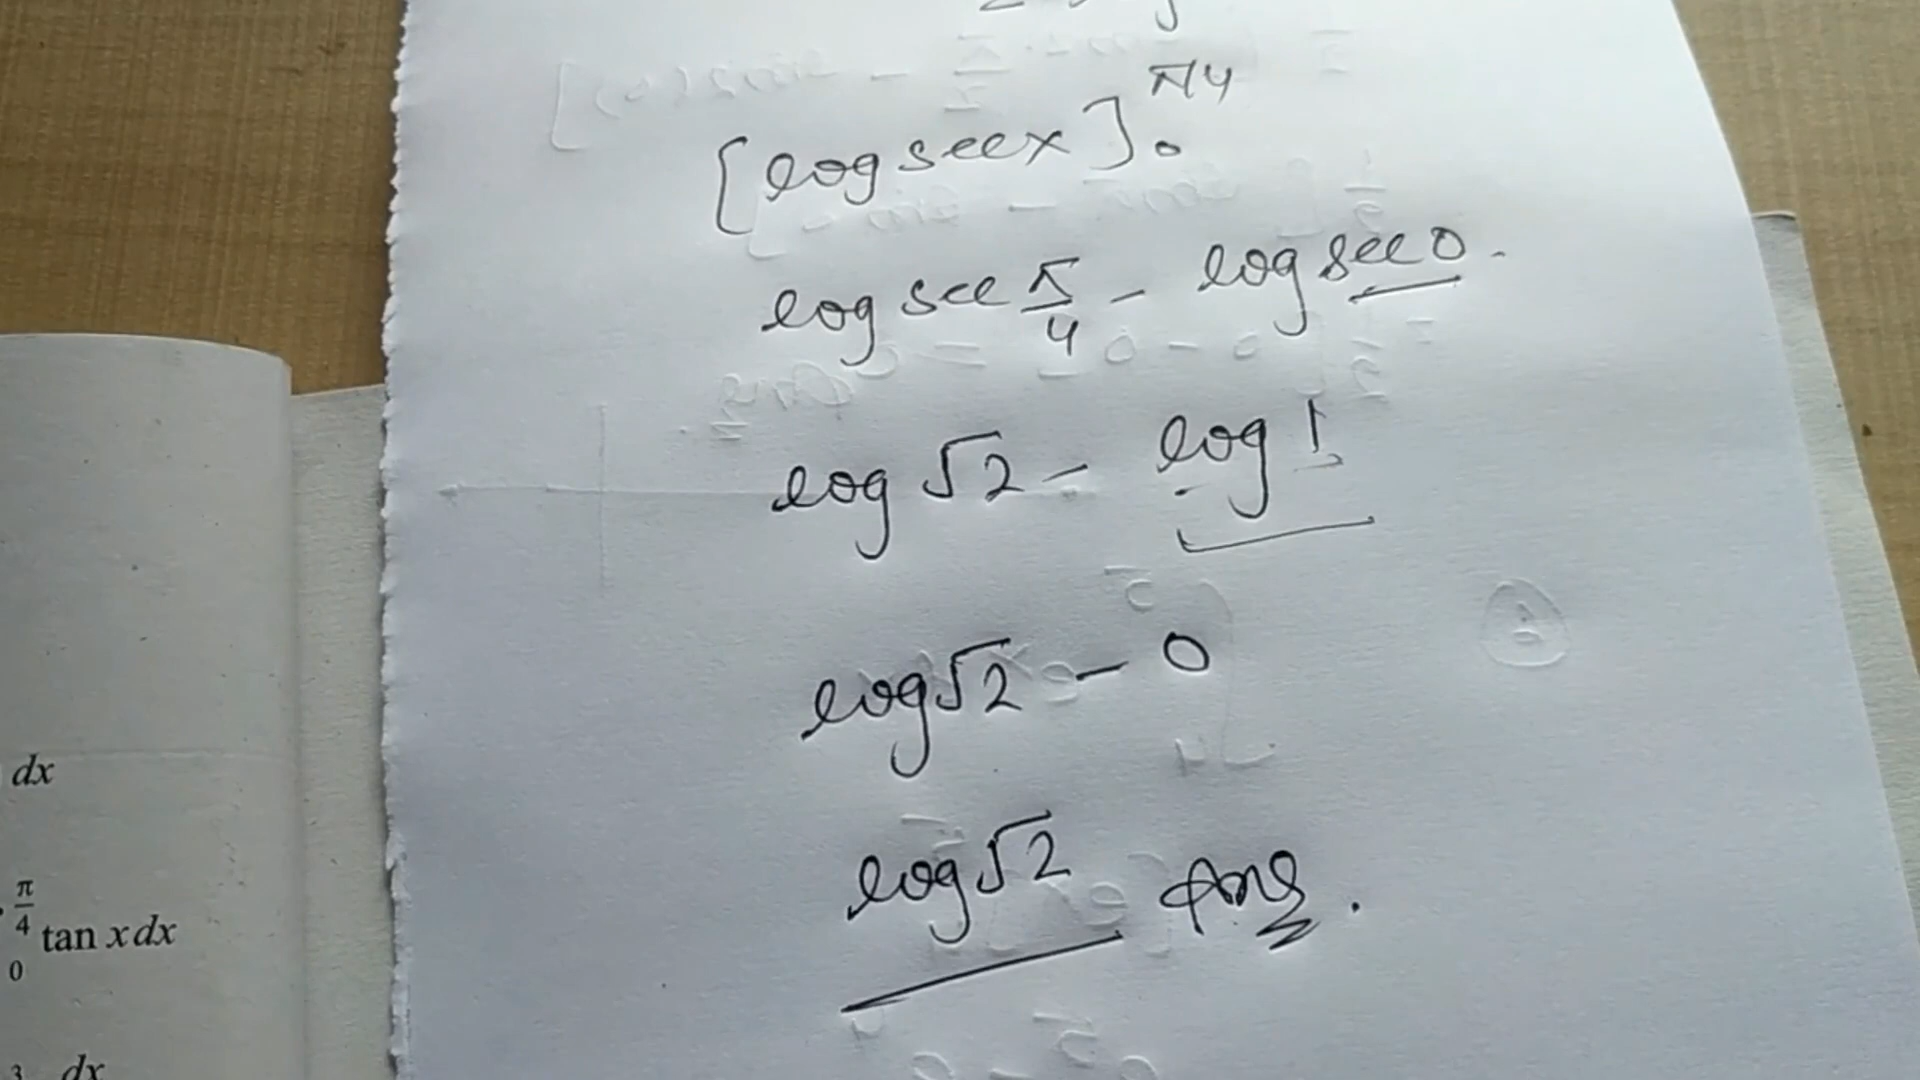 [log secx]₀^π/4
log sec π/4 - log sec 0.
log √2 - log 1
log √2 - 0
log √2 Ans.
dx
π/4
0 tan x dx
3 dx